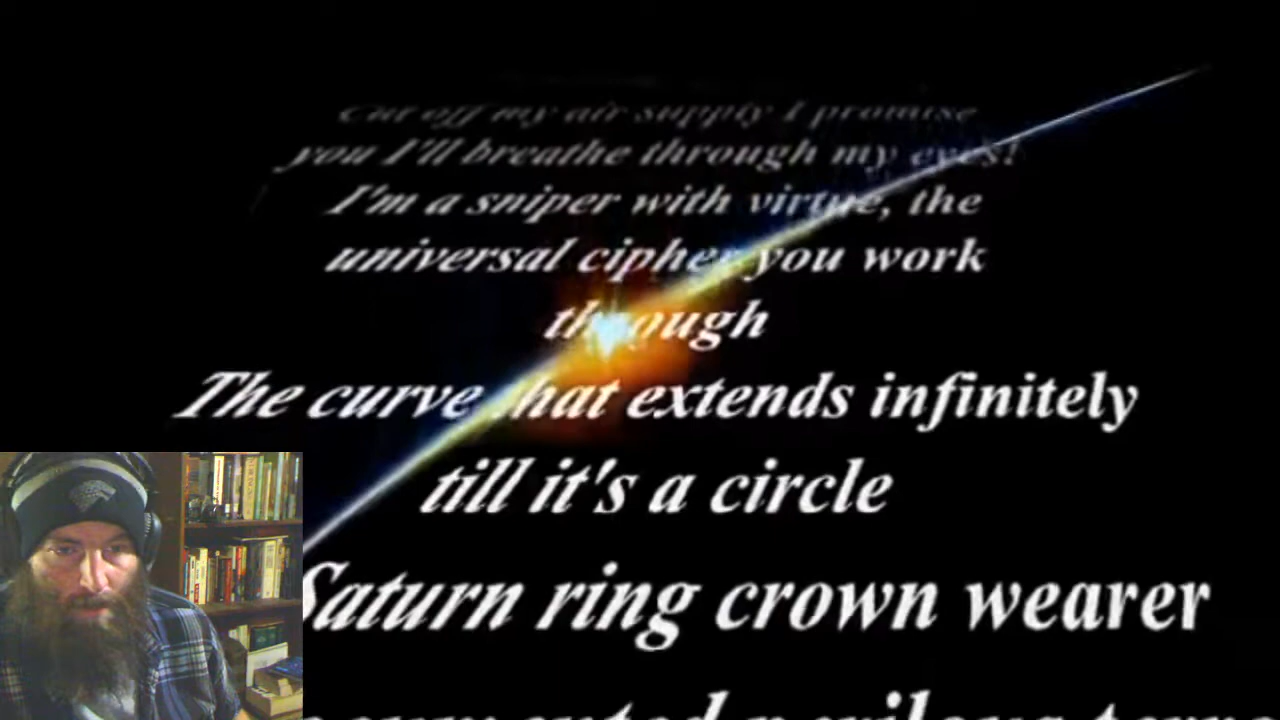 Cut off my air supply I promise
you I'll breathe through my eyes!
I'm a sniper with virtue, the
universal cipher you work
through
The curve that extends infinitely
till it's a circle
Saturn ring crown wearer